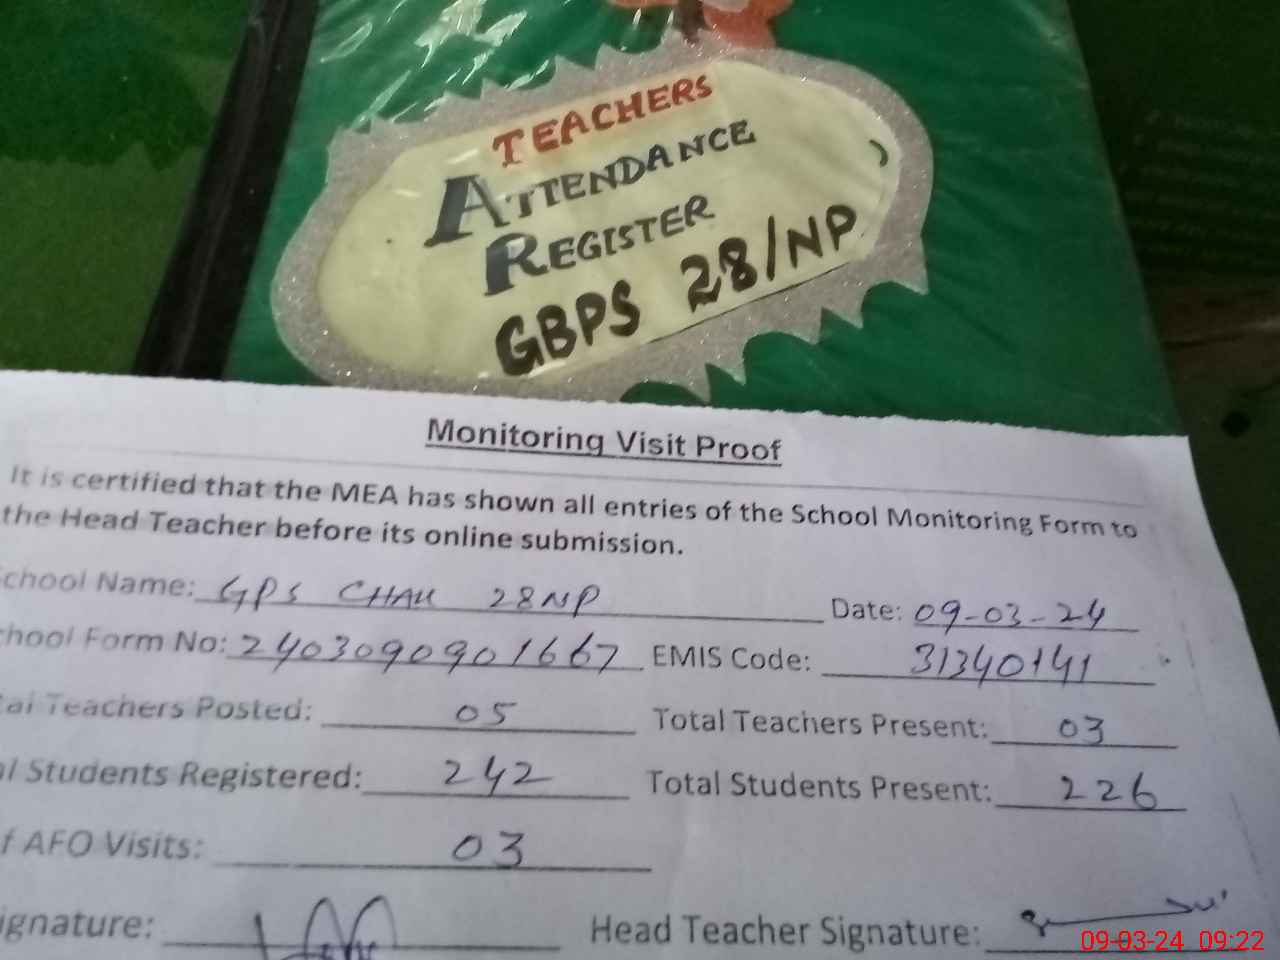 TEACHERS
ATTENDANCE
REGISTER
GBPS 28/NP
Monitoring Visit Proof
It is certified that the MEA has shown all entries of the School Monitoring Form to
the Head Teacher before its online submission.
chool Name: GPS CHAK 28NP Date: 09-03-24
hool Form No: 2403090901667 EMIS Code: 31340141
tal Teachers Posted: 05 Total Teachers Present: 03
l Students Registered: 242 Total Students Present: 226
f AFO Visits: 03
ignature: Head Teacher Signature:
09-03-24 09:22